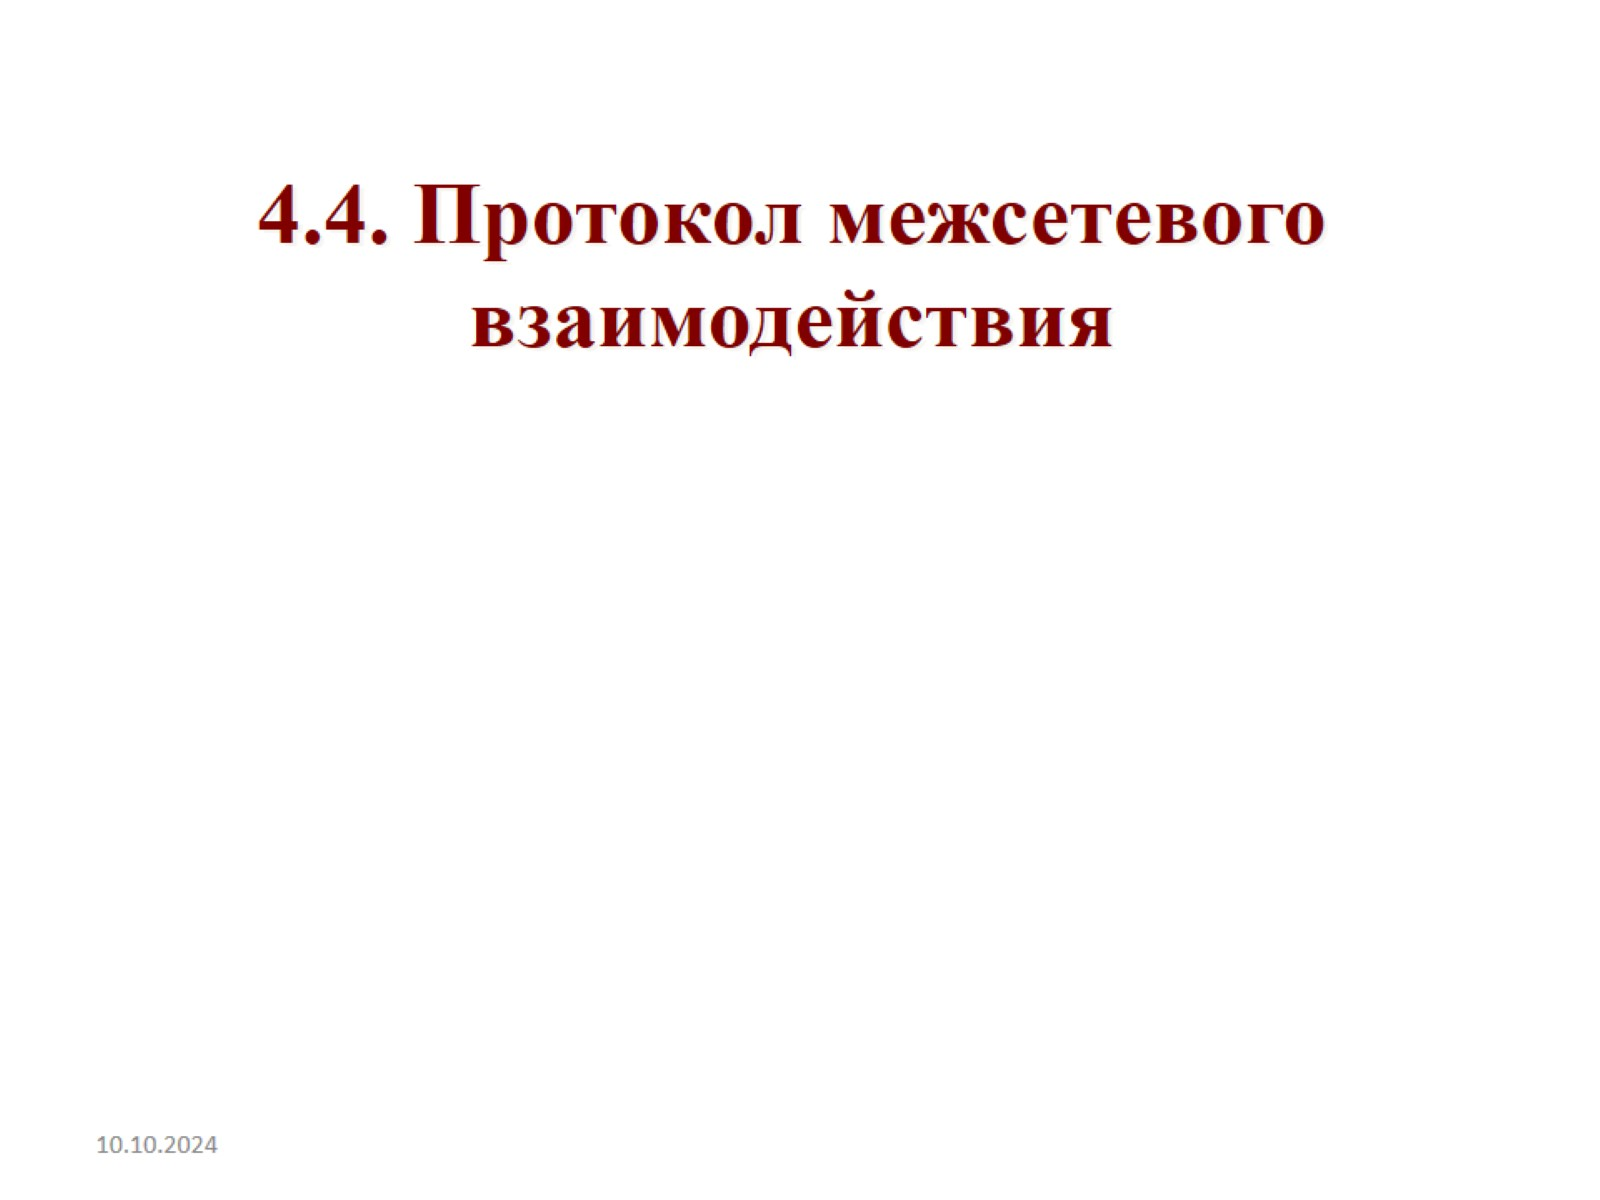 4.4. Протокол межсетевого
взаимодействия
10.10.2024